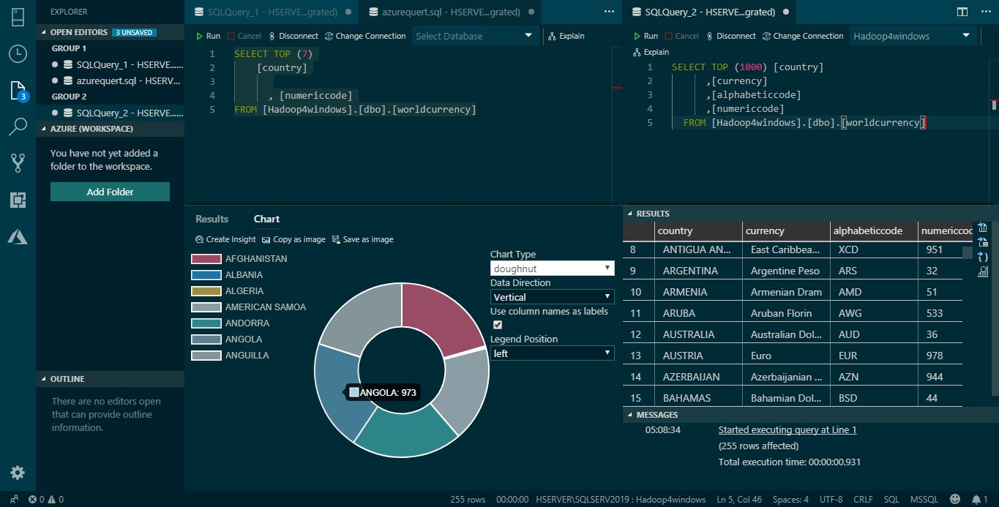 EXPLORER
OPEN EDITORS 3 UNSAVED
GROUP 1
SQLQuery_1 - HSERV......
azurequert.sql - HSERV...
GROUP 2
SQLQuery_2 - HSERVE......
3
AZURE (WORKSPACE)
You have not yet added a
folder to the workspace.
Add Folder
OUTLINE
There are no editors open
that can provide outline
information.
SQLQuery_1 - HSERVE...grated)
azurequert.sql - HSERVE...grated)
Run Cancel Disconnect Change Connection Select Database Explain
1 SELECT TOP (7)
2 [country]
3
4 , [numericcode]
5 FROM [Hadoop4windows].[dbo].[worldcurrency]
Results Chart
Create Insight Copy as image Save as image
AFGHANISTAN
ALBANIA
ALGERIA
AMERICAN SAMOA
ANDORRA
ANGOLA
ANGUILLA
ANGOLA: 973
Chart Type
doughnut
Data Direction
Vertical
Use column names as labels
Legend Position
left
SQLQuery_2 - HSERVE...grated)
Run Cancel Disconnect Change Connection Hadoop4windows
Explain
1 SELECT TOP (1000) [country]
2 ,[currency]
3 ,[alphabeticcode]
4 ,[numericcode]
5 FROM [Hadoop4windows].[dbo].[worldcurrency]
RESULTS
country currency alphabeticcode numericcoo
8 ANTIGUA AN... East Caribbea... XCD 951
9 ARGENTINA Argentine Peso ARS 32
10 ARMENIA Armenian Dram AMD 51
11 ARUBA Aruban Florin AWG 533
12 AUSTRALIA Australian Dol... AUD 36
13 AUSTRIA Euro EUR 978
14 AZERBAIJAN Azerbaijanian ... AZN 944
15 BAHAMAS Bahamian Dol... BSD 44
MESSAGES
05:08:34 Started executing query at Line 1
(255 rows affected)
Total execution time: 00:00:00.931
0 0 255 rows 00:00:00 HSERVER\SQLSERV2019 : Hadoop4windows Ln 5, Col 46 Spaces: 4 UTF-8 CRLF SQL MSSQL 1